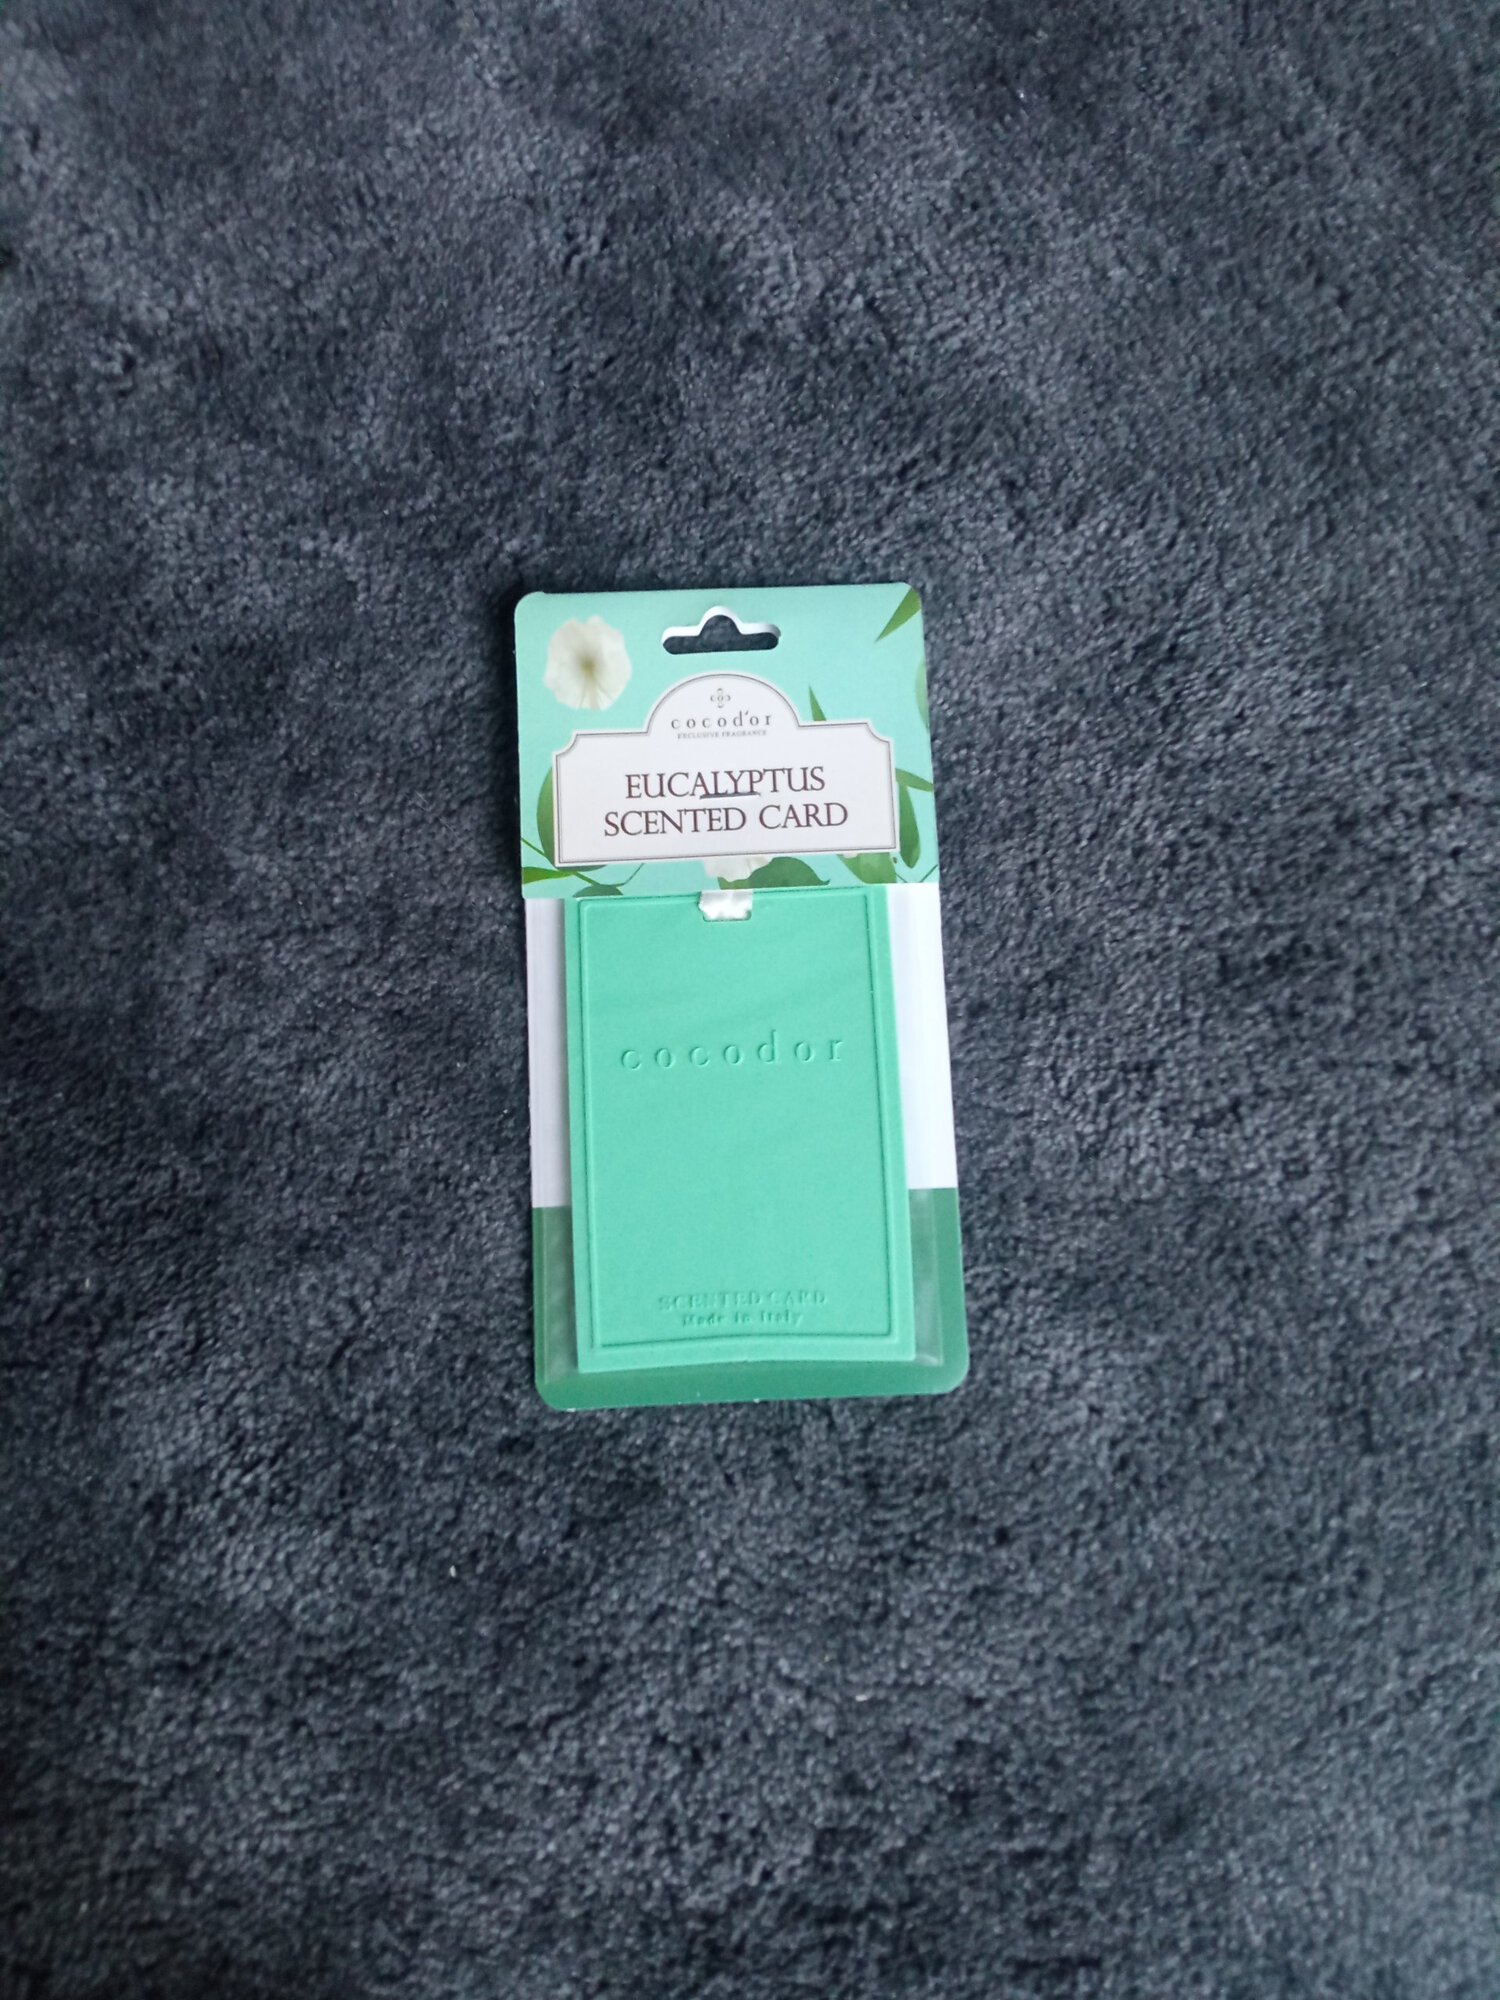 cocod'or
EXCLUSIVE FRAGRANCE
EUCALYPTUS
SCENTED CARD
cocodor
SCENTED CARD
Made in Italy